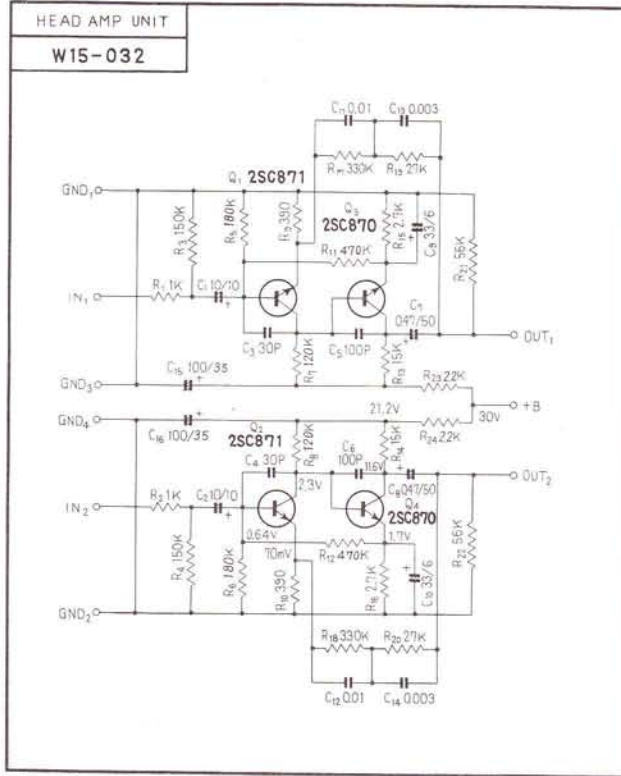 HEAD AMP UNIT
W15-032
C₁₁ 0.01
C₁₃ 0.003
R₁₇ 330K
R₁₉ 27K
Q₁ 2SC871
Q₃
2SC870
GND₁
R₃ 150K
R₅ 180K
R₉ 390
R₁₅ 2.7K
C₉ 33/6
R₁₁ 470K
R₂₁ 56K
IN₁
R₁ 1K
C₁ 10/10
C₃ 30P
R₇ 120K
C₅ 100P
R₁₃ 15K
C₇
047/50
OUT₁
C₁₅ 100/35
R₂₃ 22K
GND₃
+B
30V
GND₄
21.2V
R₂₄ 22K
C₁₆ 100/35
Q₂
2SC871
C₄ 30P
R₈ 120K
C₆
100P
11.6V
R₁₄ 15K
OUT₂
2.3V
C₈ 047/50
Q₄
2SC870
IN₂
R₂ 1K
C₂ 10/10
0.64V
1.7V
R₄ 150K
R₆ 180K
70mV
R₁₂ 470K
R₁₀ 390
R₁₆ 2.7K
C₁₀ 33/6
R₂₂ 56K
GND₂
R₁₈ 330K
R₂₀ 27K
C₁₂ 0.01
C₁₄ 0.003